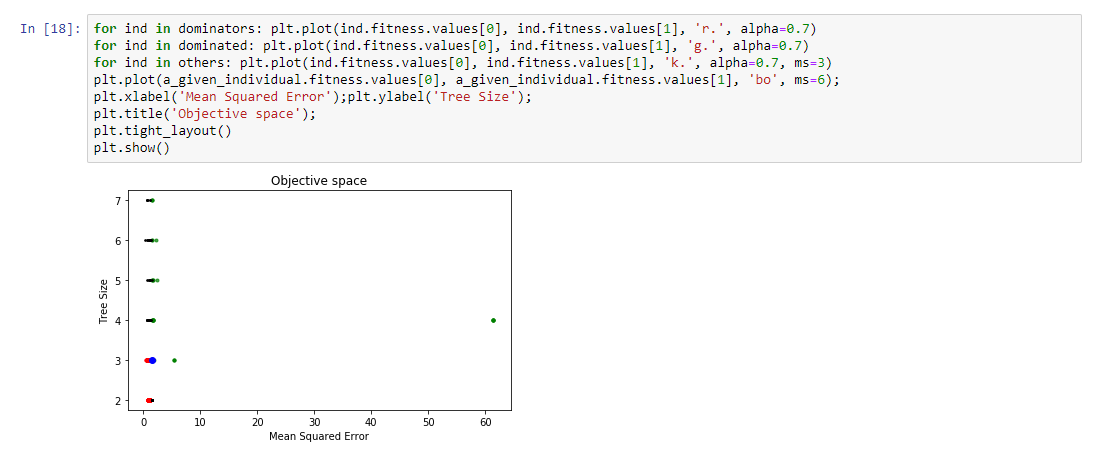 In [18]: for ind in dominators: plt.plot(ind.fitness.values[0], ind.fitness.values[1], 'r.', alpha=0.7)
for ind in dominated: plt.plot(ind.fitness.values[0], ind.fitness.values[1], 'g.', alpha=0.7)
for ind in others: plt.plot(ind.fitness.values[0], ind.fitness.values[1], 'k.', alpha=0.7, ms=3)
plt.plot(a_given_individual.fitness.values[0], a_given_individual.fitness.values[1], 'bo', ms=6);
plt.xlabel('Mean Squared Error');plt.ylabel('Tree Size');
plt.title('Objective space');
plt.tight_layout()
plt.show()
Objective space
Tree Size
7
6
5
4
3
2
0 10 20 30 40 50 60
Mean Squared Error